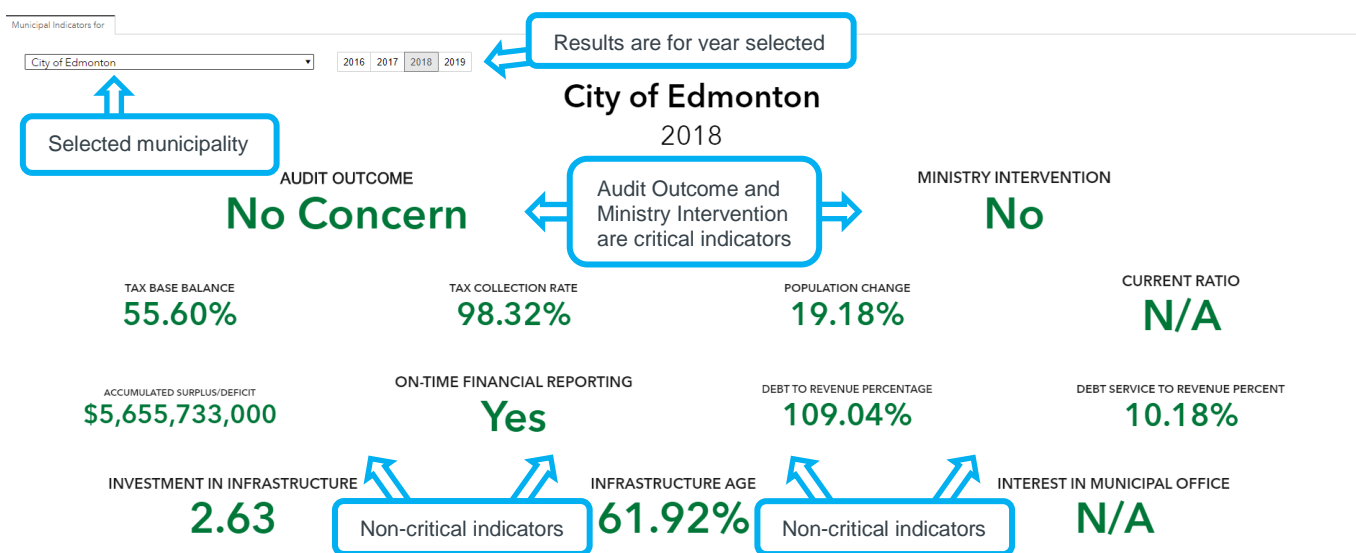 Municipal Indicators for
Results are for year selected
City of Edmonton
2016 2017 2018 2019
City of Edmonton
2018
Selected municipality
AUDIT OUTCOME
No Concern
Audit Outcome and
Ministry Intervention
are critical indicators
MINISTRY INTERVENTION
No
TAX BASE BALANCE
55.60%
TAX COLLECTION RATE
98.32%
POPULATION CHANGE
19.18%
CURRENT RATIO
N/A
ACCUMULATED SURPLUS/DEFICIT
$5,655,733,000
ON-TIME FINANCIAL REPORTING
Yes
DEBT TO REVENUE PERCENTAGE
109.04%
DEBT SERVICE TO REVENUE PERCENT
10.18%
INVESTMENT IN INFRASTRUCTURE
2.63
Non-critical indicators
INFRASTRUCTURE AGE
61.92%
Non-critical indicators
INTEREST IN MUNICIPAL OFFICE
N/A